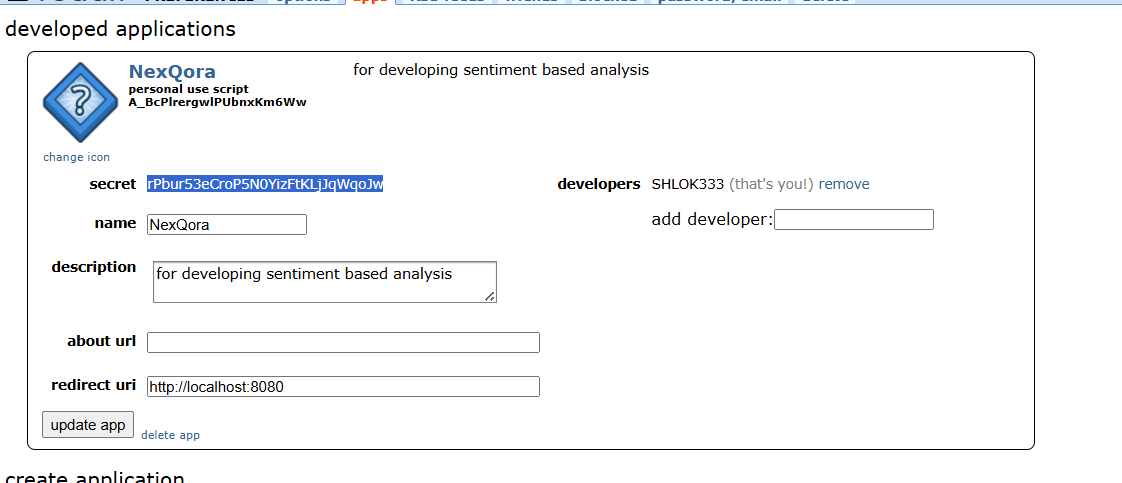 options apps RSS feeds friends blocked password/email delete
developed applications
NexQora
for developing sentiment based analysis
personal use script
A_BcPlrergwlPUbnxKm6Ww
change icon
secret rPbur53eCroP5N0YizFtKLjJqWqoJw
developers SHLOK333 (that's you!) remove
name NexQora
add developer:
description for developing sentiment based analysis
about url
redirect uri http://localhost:8080
update app delete app
create application